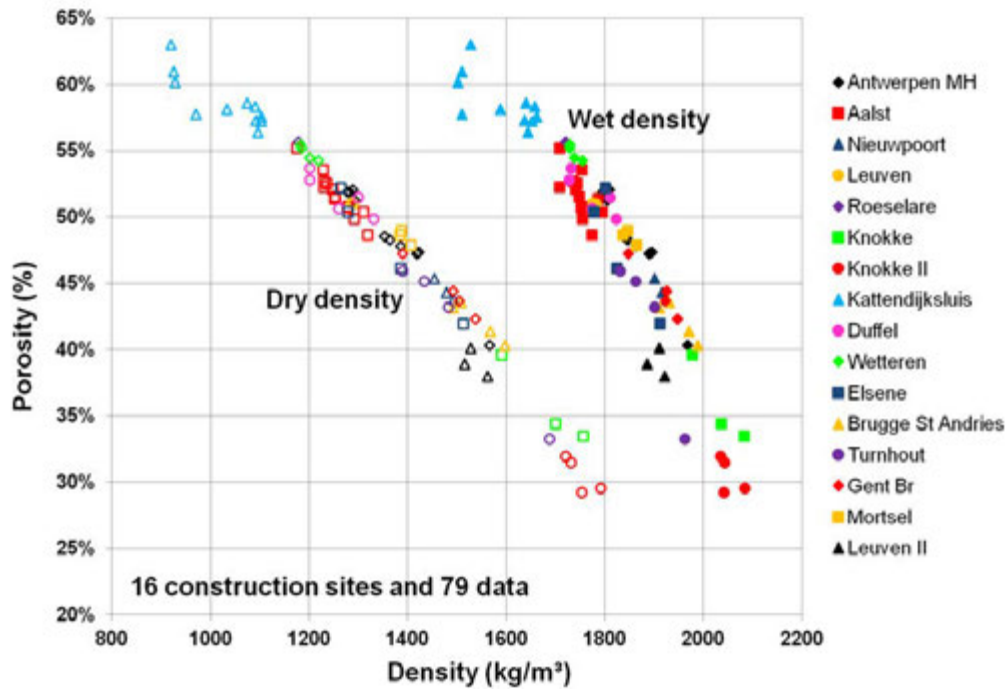 65%
60%
55%
50%
45%
40%
35%
30%
25%
20%
Porosity (%)
Wet density
Dry density
16 construction sites and 79 data
800 1000 1200 1400 1600 1800 2000 2200
Density (kg/m³)
Antwerpen MH
Aalst
Nieuwpoort
Leuven
Roeselare
Knokke
Knokke II
Kattendijksluis
Duffel
Wetteren
Elsene
Brugge St Andries
Turnhout
Gent Br
Mortsel
Leuven II